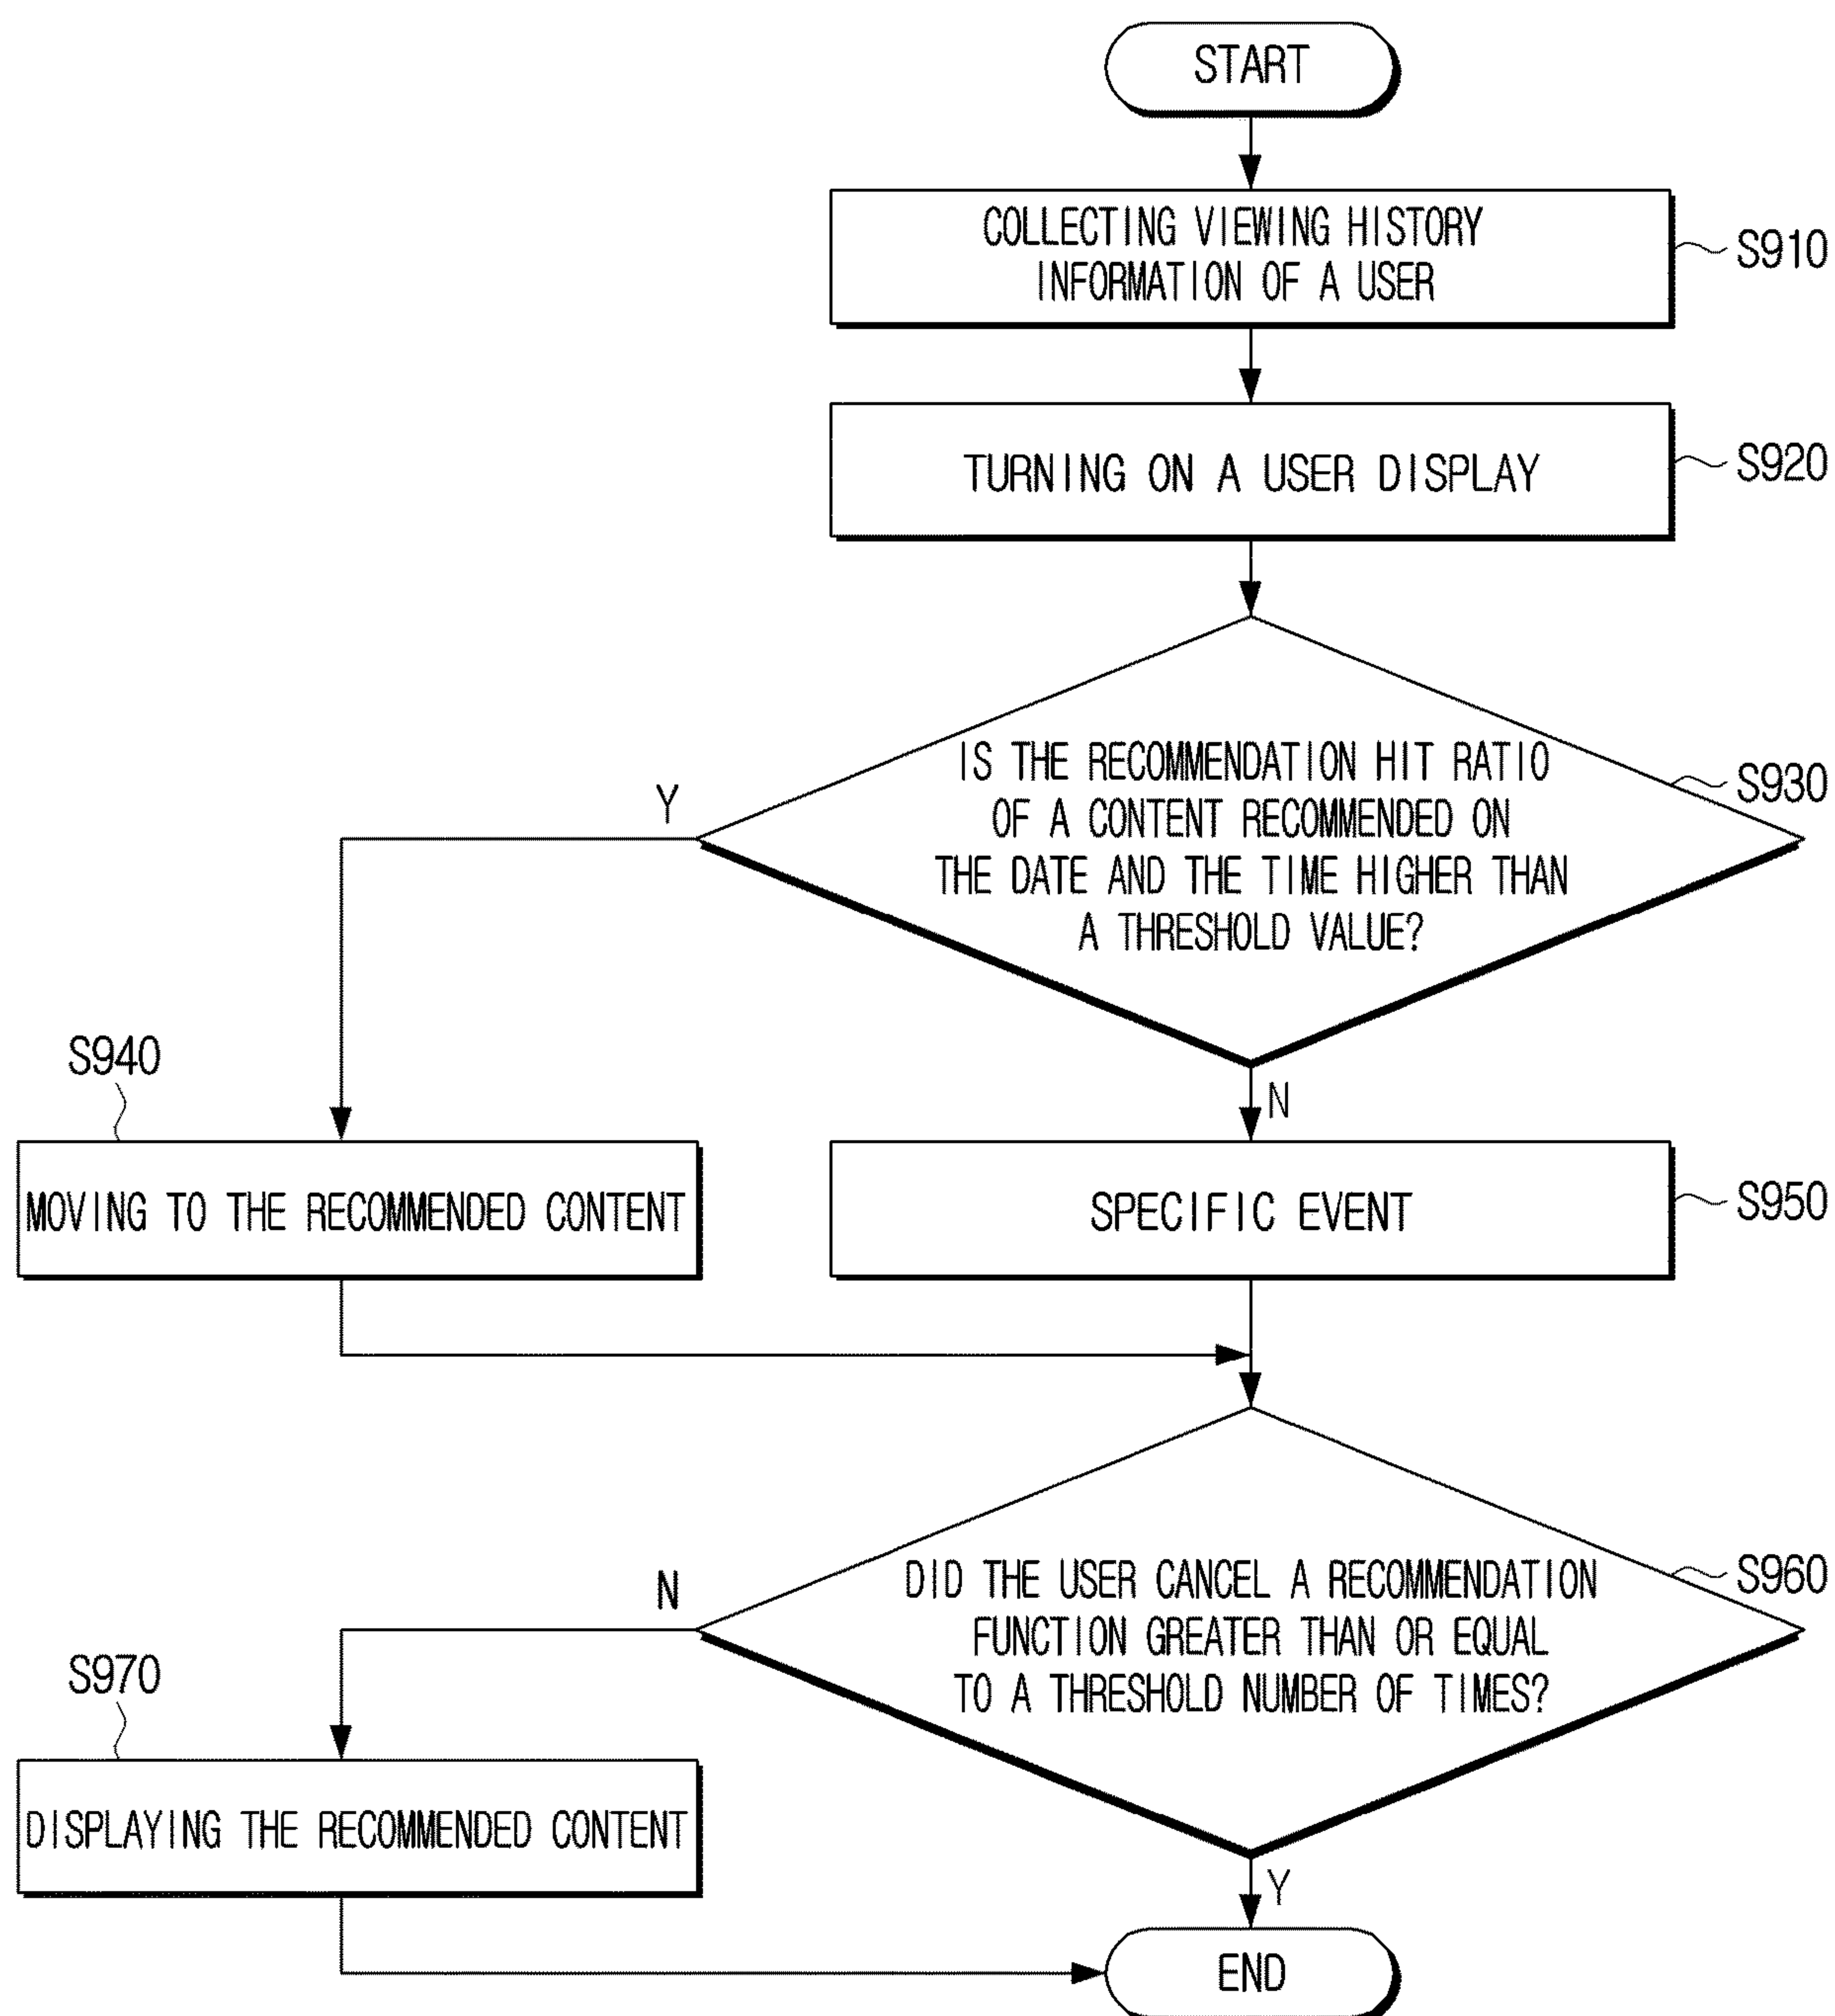 START
COLLECTING VIEWING HISTORY
INFORMATION OF A USER
S910
TURNING ON A USER DISPLAY
S920
IS THE RECOMMENDATION HIT RATIO
OF A CONTENT RECOMMENDED ON
THE DATE AND THE TIME HIGHER THAN
A THRESHOLD VALUE?
S930
Y
N
S940
MOVING TO THE RECOMMENDED CONTENT
SPECIFIC EVENT
S950
DID THE USER CANCEL A RECOMMENDATION
FUNCTION GREATER THAN OR EQUAL
TO A THRESHOLD NUMBER OF TIMES?
S960
N
S970
DISPLAYING THE RECOMMENDED CONTENT
Y
END